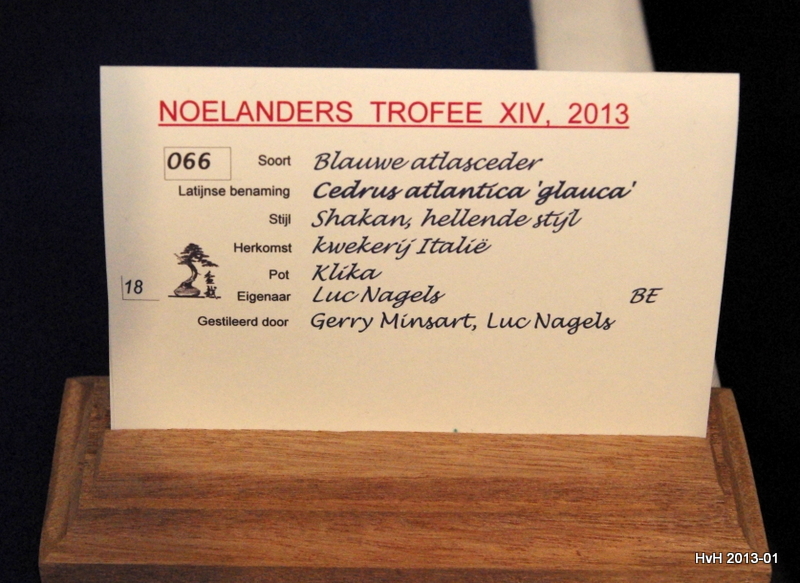 NOELANDERS TROFEE XIV, 2013
066 Soort Blauwe atlasceder
Latijnse benaming Cedrus atlantica 'glauca'
Stijl Shakan, hellende stijl
Herkomst kwekerij Italië
Pot Klika
18 Eigenaar Luc Nagels BE
Gestileerd door Gerry Minsart, Luc Nagels
HvH 2013-01